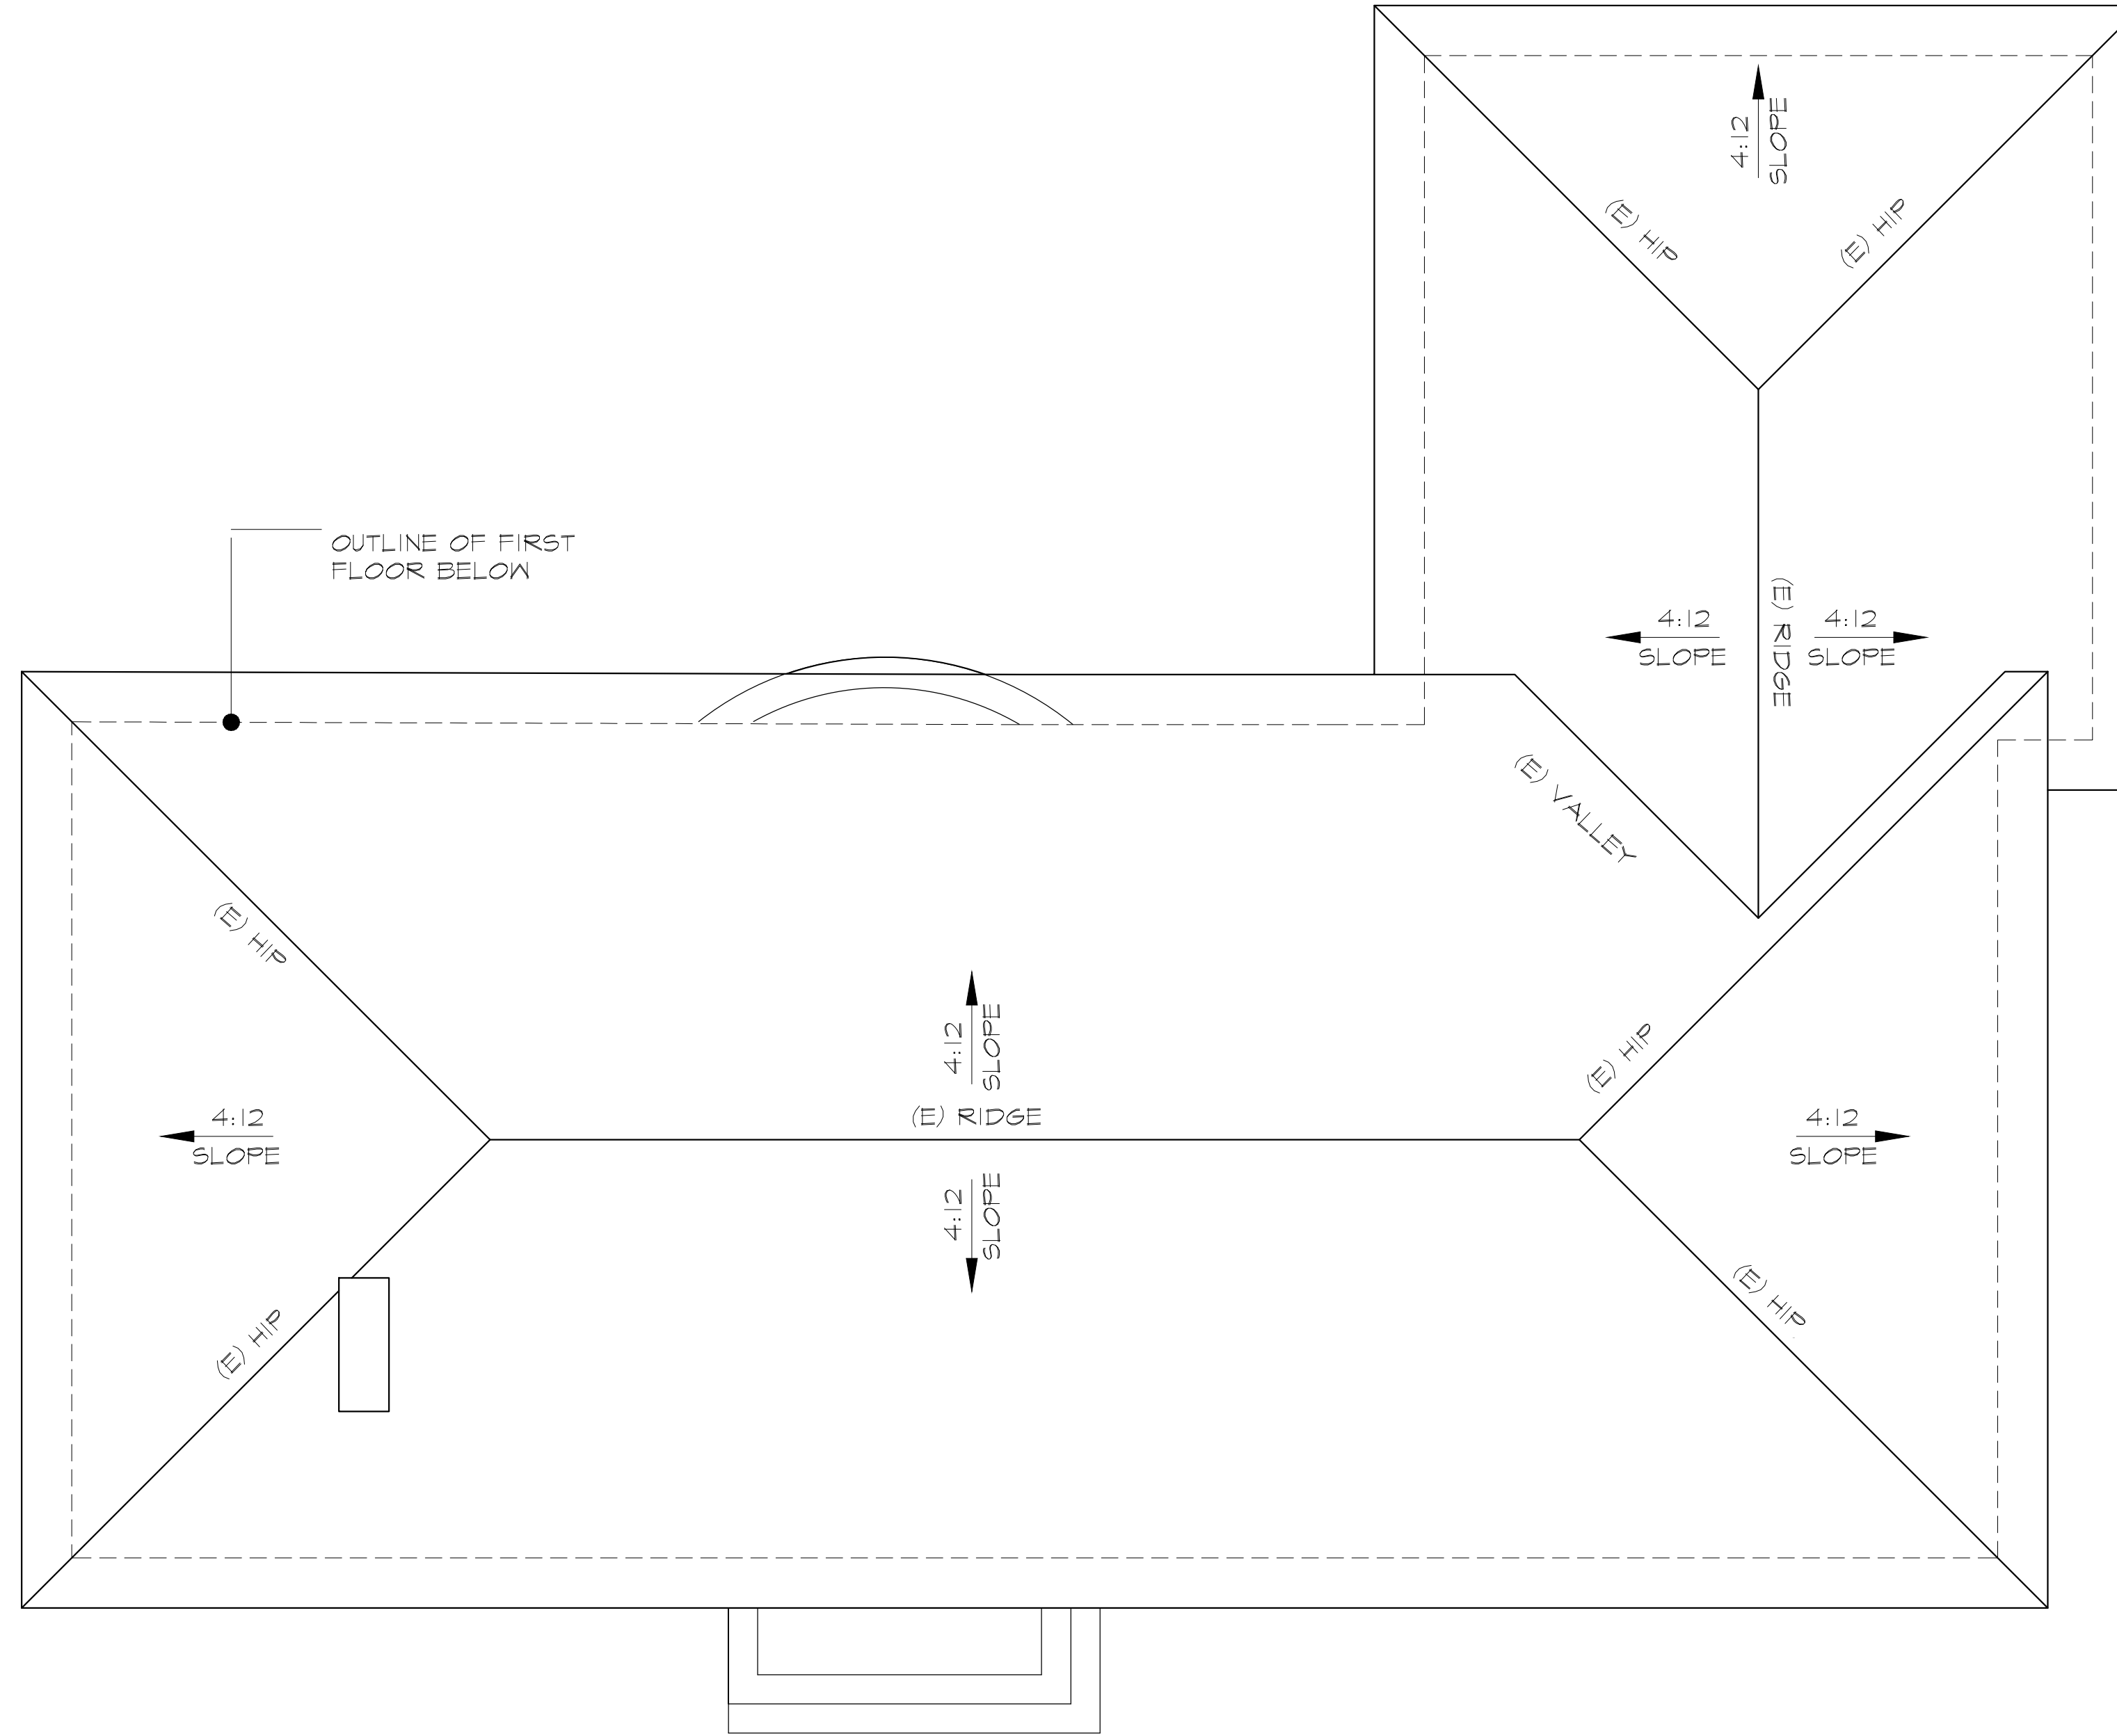 4:12
SLOPE
(E) HIP
(E) HIP
OUTLINE OF FIRST
FLOOR BELOW
4:12
SLOPE
(E) RIDGE
4:12
SLOPE
(E) VALLEY
(E) HIP
4:12
SLOPE
(E) RIDGE
(E) HIP
4:12
SLOPE
4:12
SLOPE
4:12
SLOPE
(E) HIP
(E) HIP